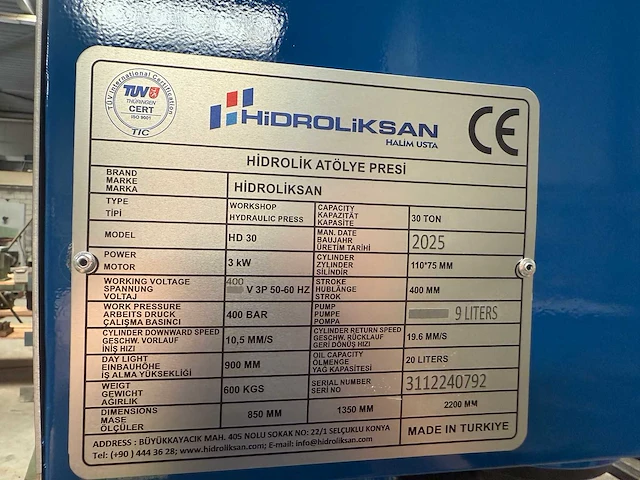 TÜV International Certification
TÜV
THÜRINGEN
CERT
ISO 9001
TIC
HiDROLiKSAN
HALIM USTA
CE
HİDROLİK ATÖLYE PRESİ
BRAND
MARKE
MARKA
HİDROLİKSAN
TYPE
TİPİ
WORKSHOP
HYDRAULIC PRESS
CAPACITY
KAPAZITÄT
KAPASİTE
30 TON
MODEL
HD 30
MAN. DATE
BAUJAHR
ÜRETİM TARİHİ
2025
POWER
MOTOR
3 kW
CYLINDER
ZYLINDER
SİLİNDİR
110*75 MM
WORKING VOLTAGE
SPANNUNG
VOLTAJ
400
V 3P 50-60 HZ
STROKE
HUBLÄNGE
STROK
400 MM
WORK PRESSURE
ARBEITS DRUCK
ÇALIŞMA BASINCI
400 BAR
PUMP
PUMPE
POMPA
9 LITERS
CYLINDER DOWNWARD SPEED
GESCHW. VORLAUF
İNİŞ HIZI
10,5 MM/S
CYLINDER RETURN SPEED
GESCHW. RÜCKLAUF
GERİ DÖNÜŞ HIZI
19.6 MM/S
DAY LIGHT
EINBAUHÖHE
İŞ ALMA YÜKSEKLİĞİ
900 MM
OIL CAPACITY
ÖLMENGE
YAG KAPASİTESİ
20 LITERS
WEIGT
GEWICHT
AĞIRLIK
600 KGS
SERIAL NUMBER
SERİ NO
3112240792
DIMENSIONS
MASE
ÖLÇÜLER
850 MM
1350 MM
2200 MM
ADDRESS : BÜYÜKKAYACIK MAH. 405 NOLU SOKAK NO: 22/1 SELÇUKLU KONYA
Tel: (+90 ) 444 36 28; www.hidroliksan.com; E-mail: info@hidroliksan.com
MADE IN TURKIYE